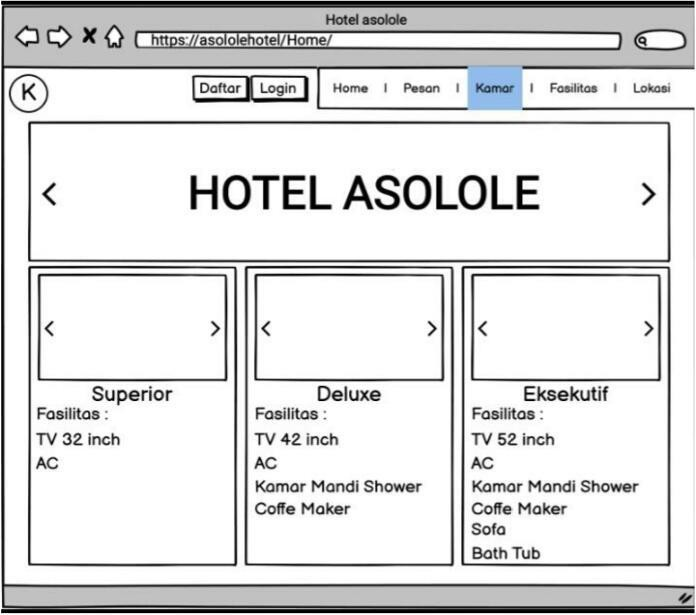 Hotel asolole
https://asololehotel/Home/
K
Daftar Login Home I Pesan I Kamar I Fasilitas I Lokasi
HOTEL ASOLOLE
Superior
Fasilitas :
TV 32 inch
AC
Deluxe
Fasilitas :
TV 42 inch
AC
Kamar Mandi Shower
Coffe Maker
Eksekutif
Fasilitas :
TV 52 inch
AC
Kamar Mandi Shower
Coffe Maker
Sofa
Bath Tub